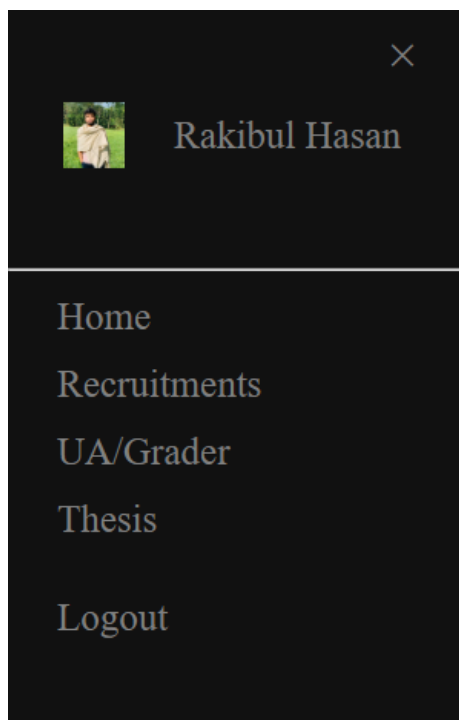 ×
Rakibul Hasan
Home
Recruitments
UA/Grader
Thesis
Logout